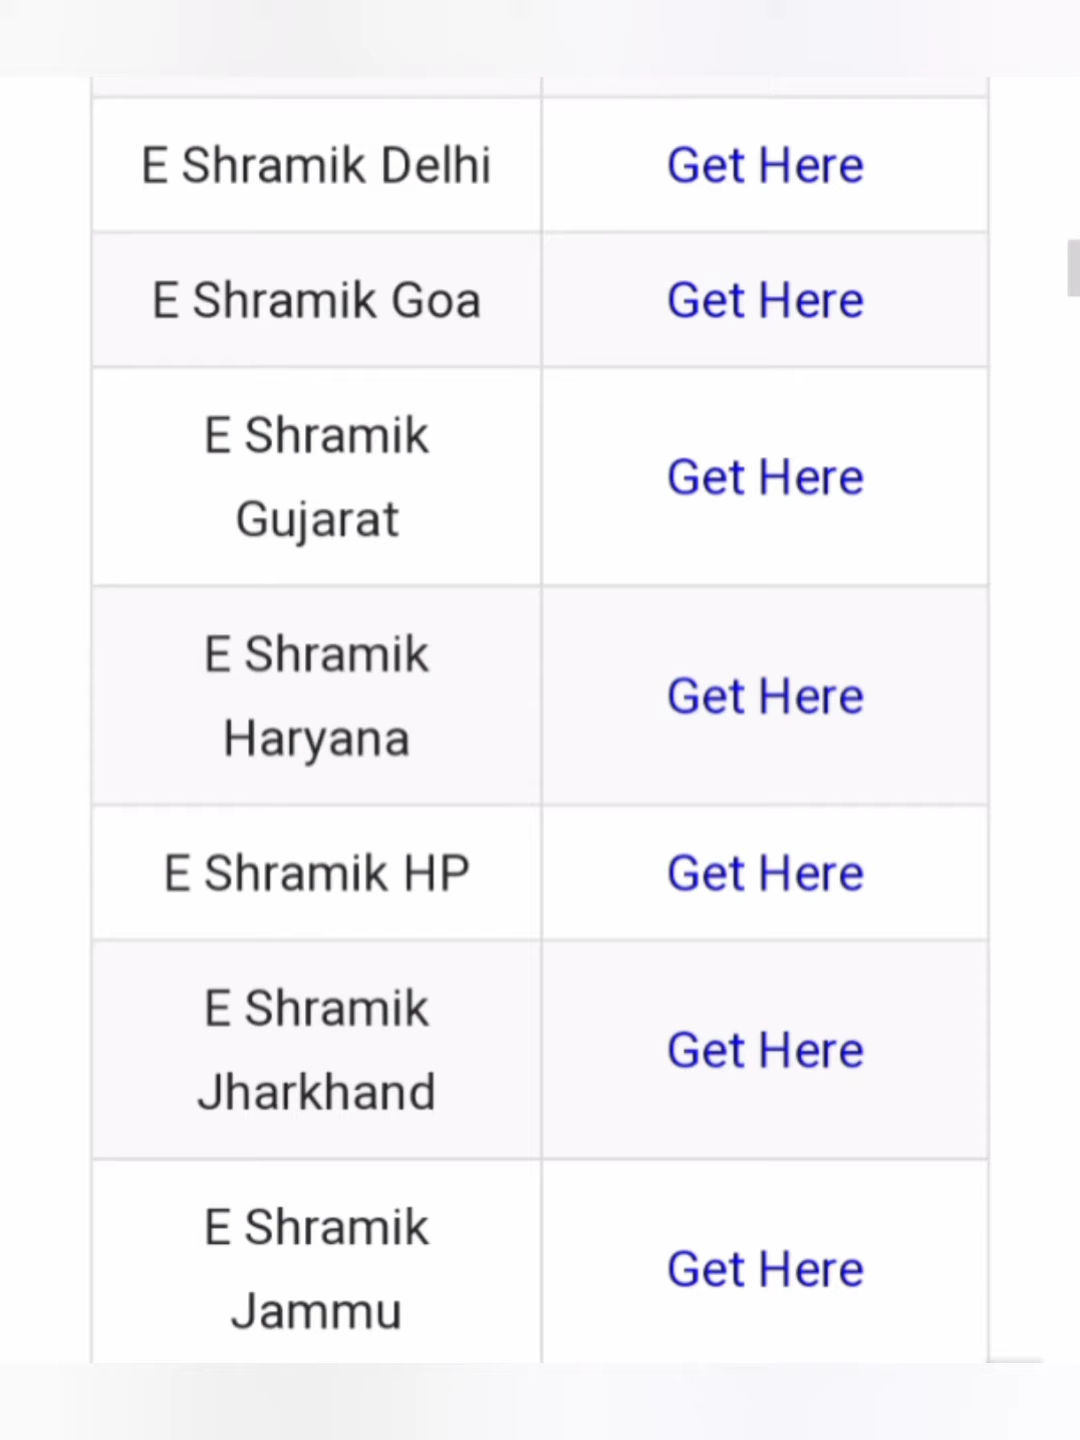 E Shramik Delhi
Get Here
E Shramik Goa
Get Here
E Shramik
Gujarat
Get Here
E Shramik
Haryana
Get Here
E Shramik HP
Get Here
E Shramik
Jharkhand
Get Here
E Shramik
Jammu
Get Here